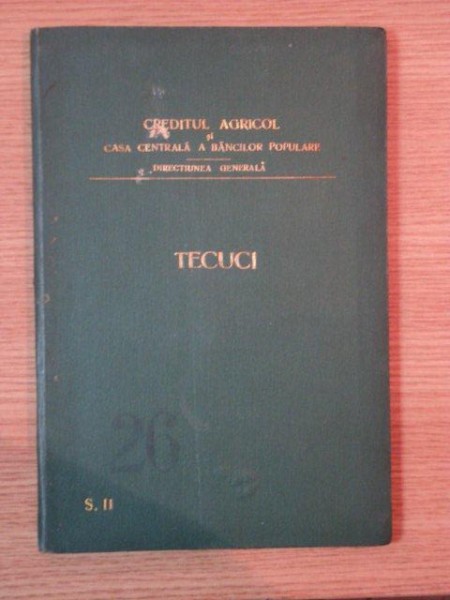 CREDITUL AGRICOL
și
CASA CENTRALĂ A BĂNCILOR POPULARE
DIRECȚIUNEA GENERALĂ
TECUCI
26
S. II